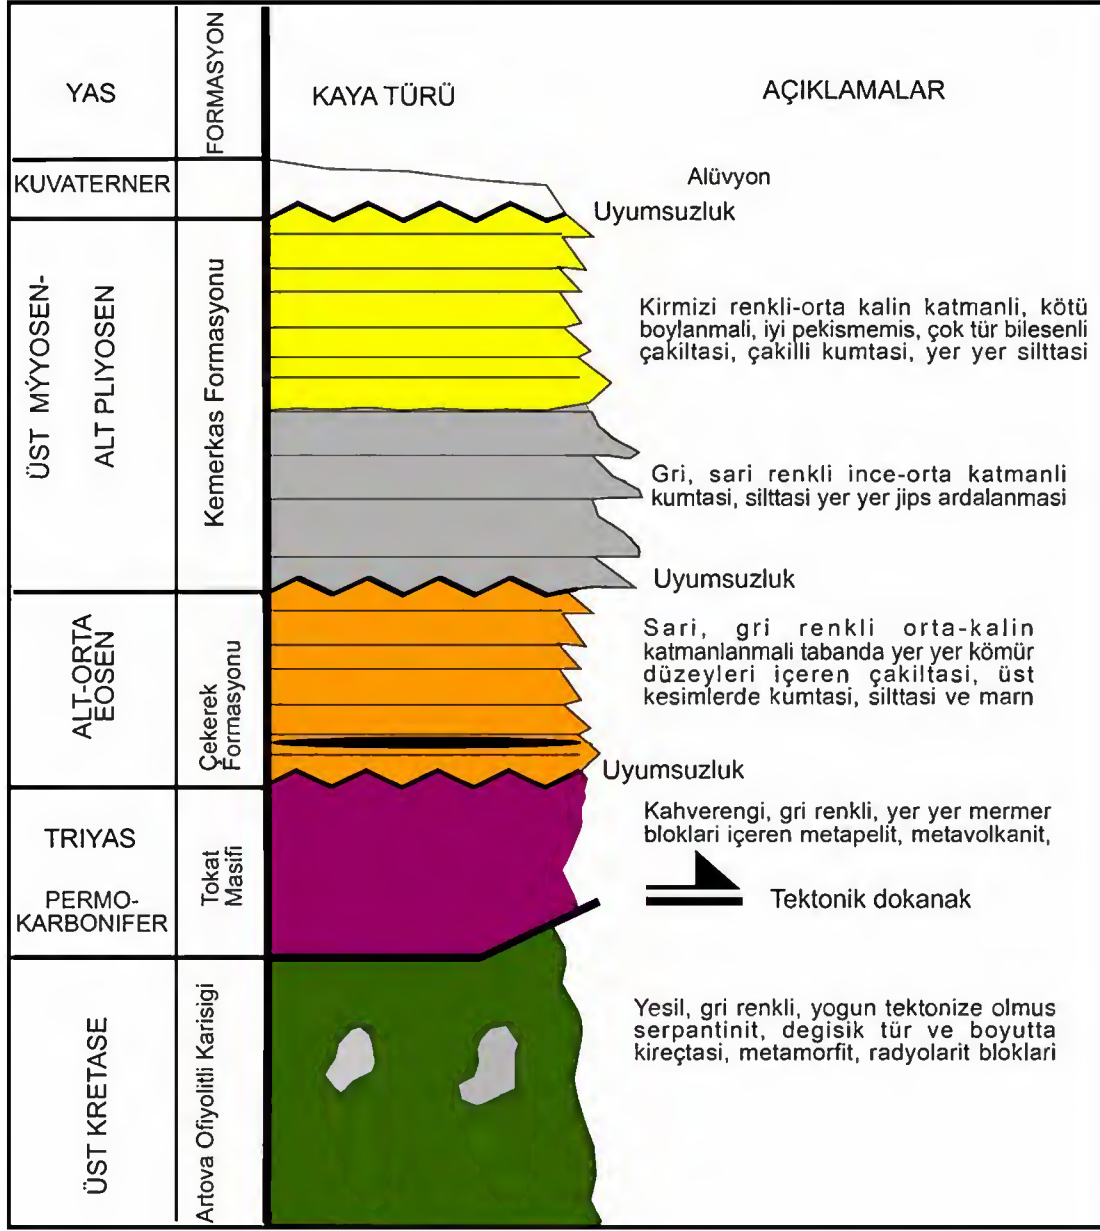 YAS
FORMASYON
KAYA TÜRÜ
AÇIKLAMALAR
KUVATERNER
Alüvyon
Uyumsuzluk
ÜST MÝYOSEN-
ALT PLIYOSEN
Kemerkas Formasyonu
Kirmizi renkli-orta kalin katmanli, kötü
boylanmali, iyi pekismemis, çok tür bilesenli
çakiltasi, çakilli kumtasi, yer yer silttasi
Gri, sari renkli ince-orta katmanli
kumtasi, silttasi yer yer jips ardalanmasi
Uyumsuzluk
ALT-ORTA
EOSEN
Çekerek
Formasyonu
Sari, gri renkli orta-kalin
katmanlanmali tabanda yer yer kömür
düzeyleri içeren çakiltasi, üst
kesimlerde kumtasi, silttasi ve marn
Uyumsuzluk
TRIYAS
PERMO-
KARBONIFER
Tokat
Masifi
Kahverengi, gri renkli, yer yer mermer
bloklari içeren metapelit, metavolkanit,
Tektonik dokanak
ÜST KRETASE
Artova Ofiyolitli Karisigi
Yesil, gri renkli, yogun tektonize olmus
serpantinit, degisik tür ve boyutta
kireçtasi, metamorfit, radyolarit bloklari